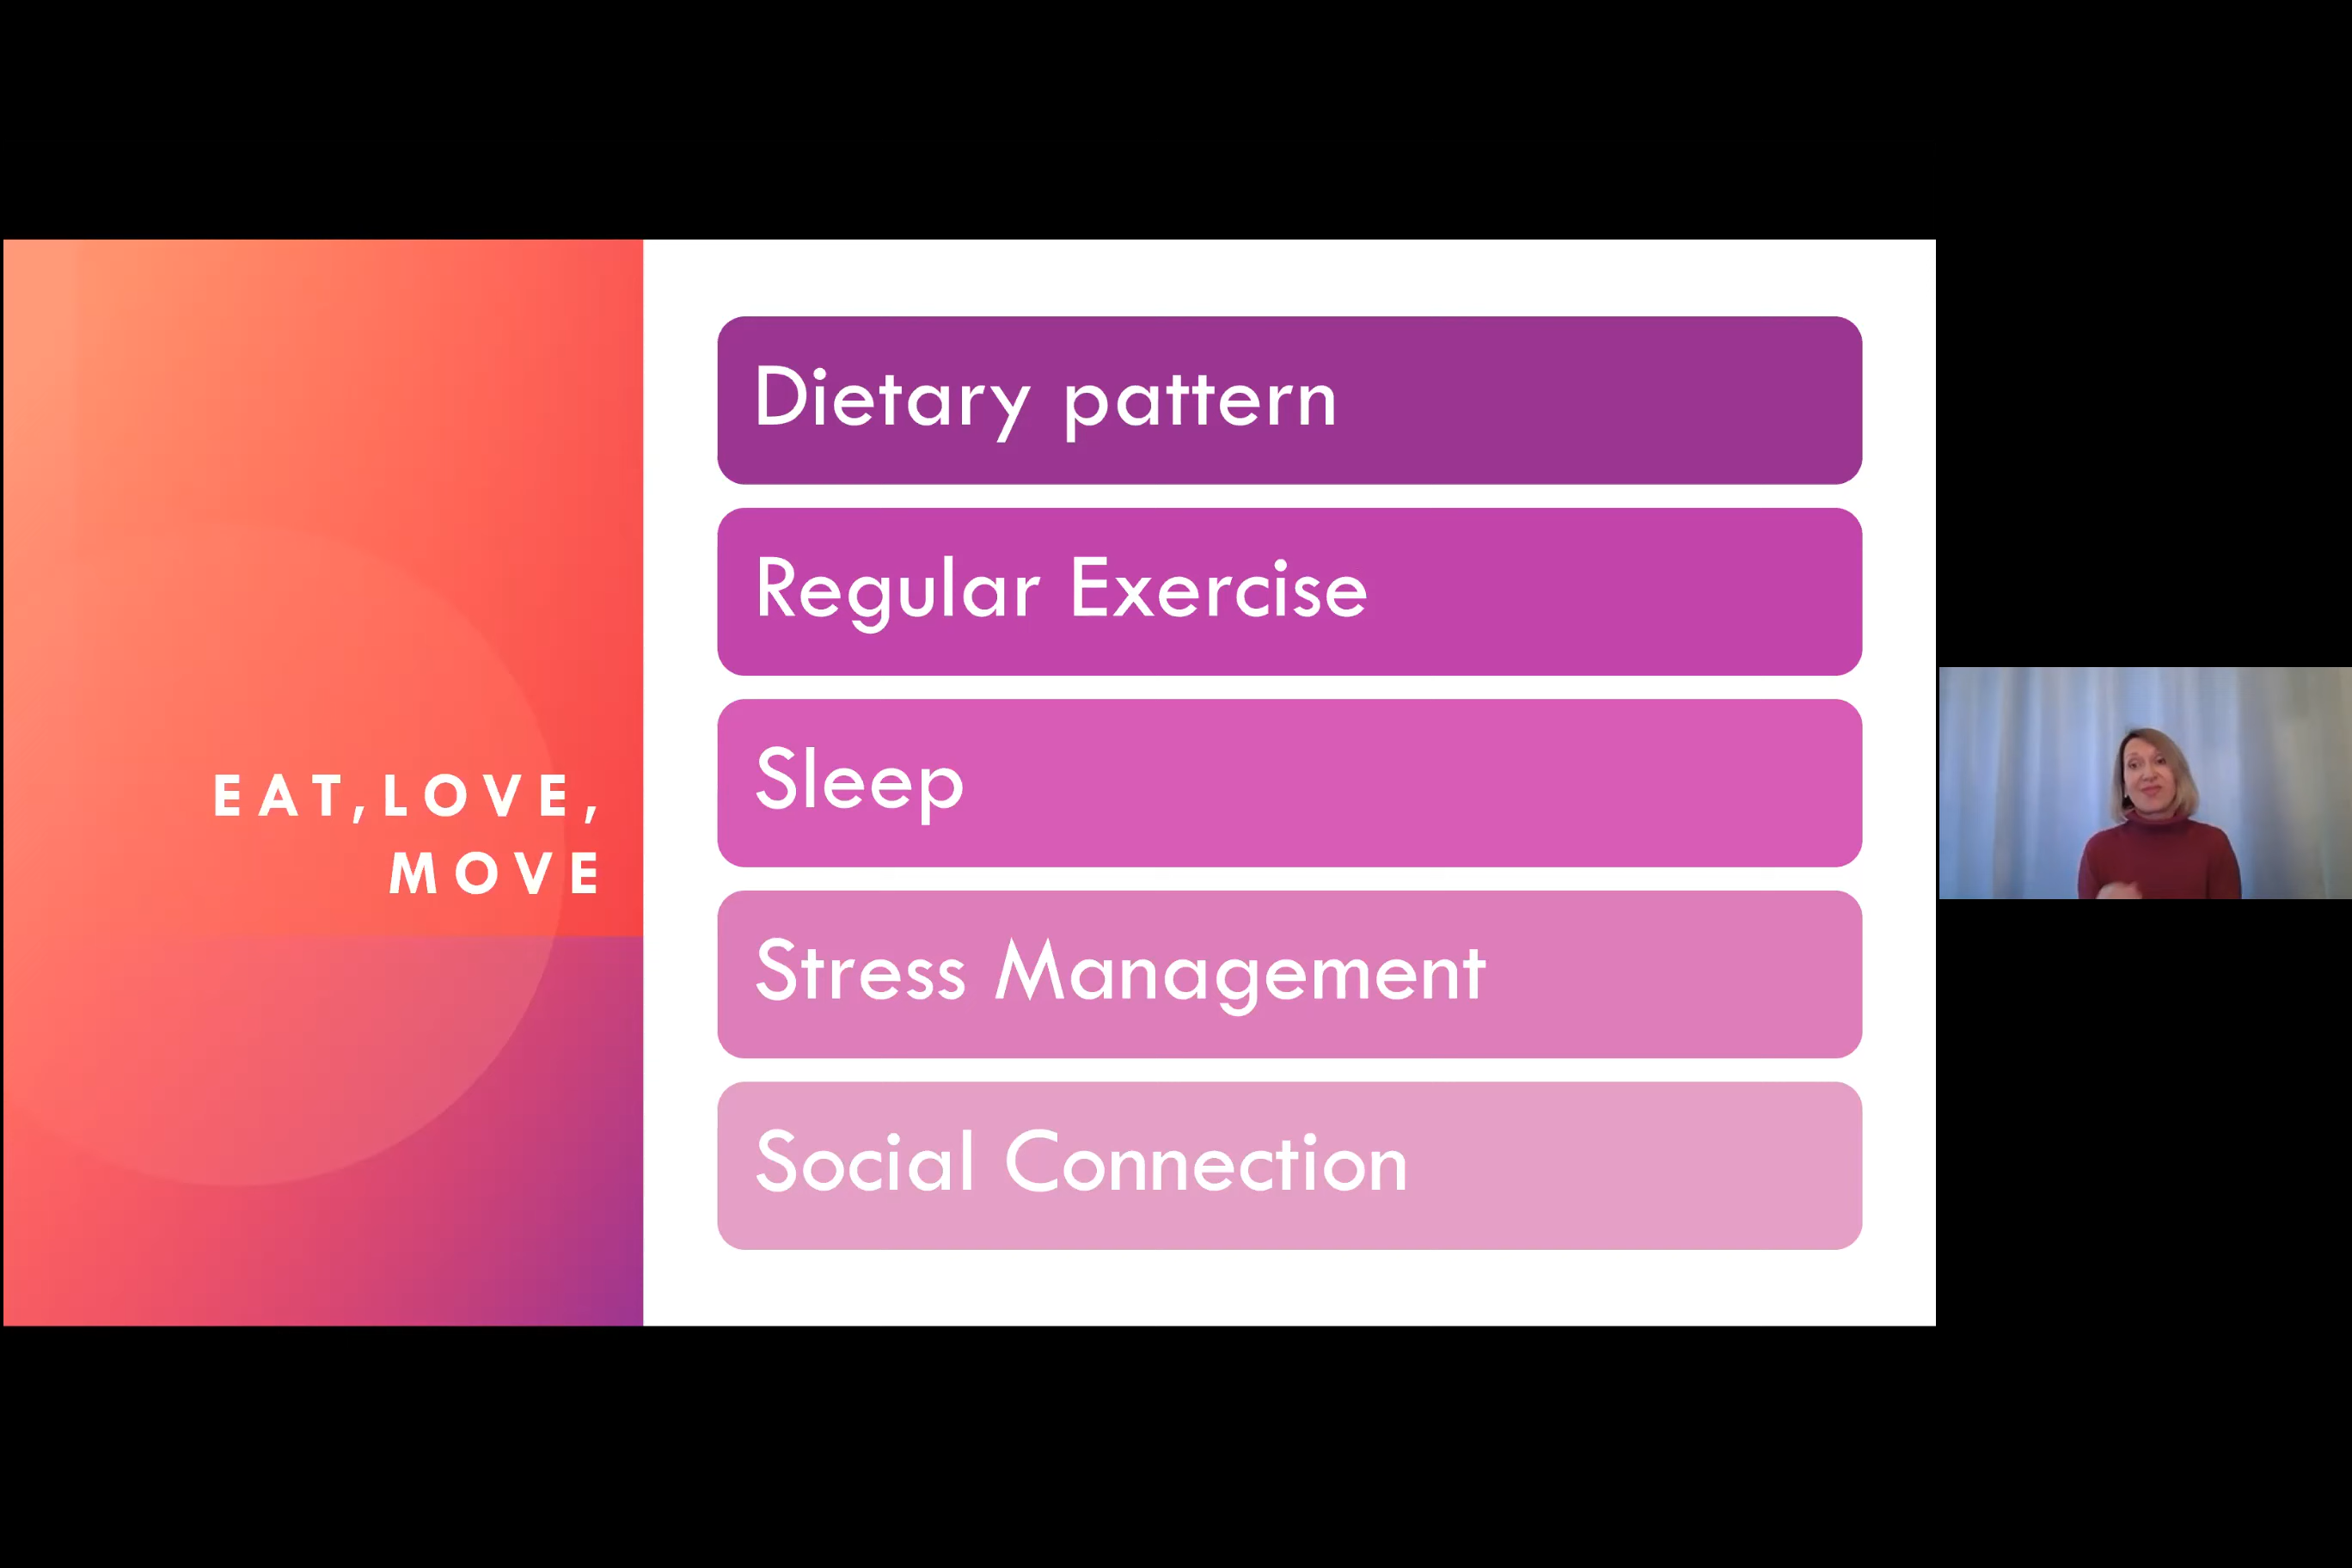 EAT, LOVE,
MOVE
Dietary pattern
Regular Exercise
Sleep
Stress Management
Social Connection